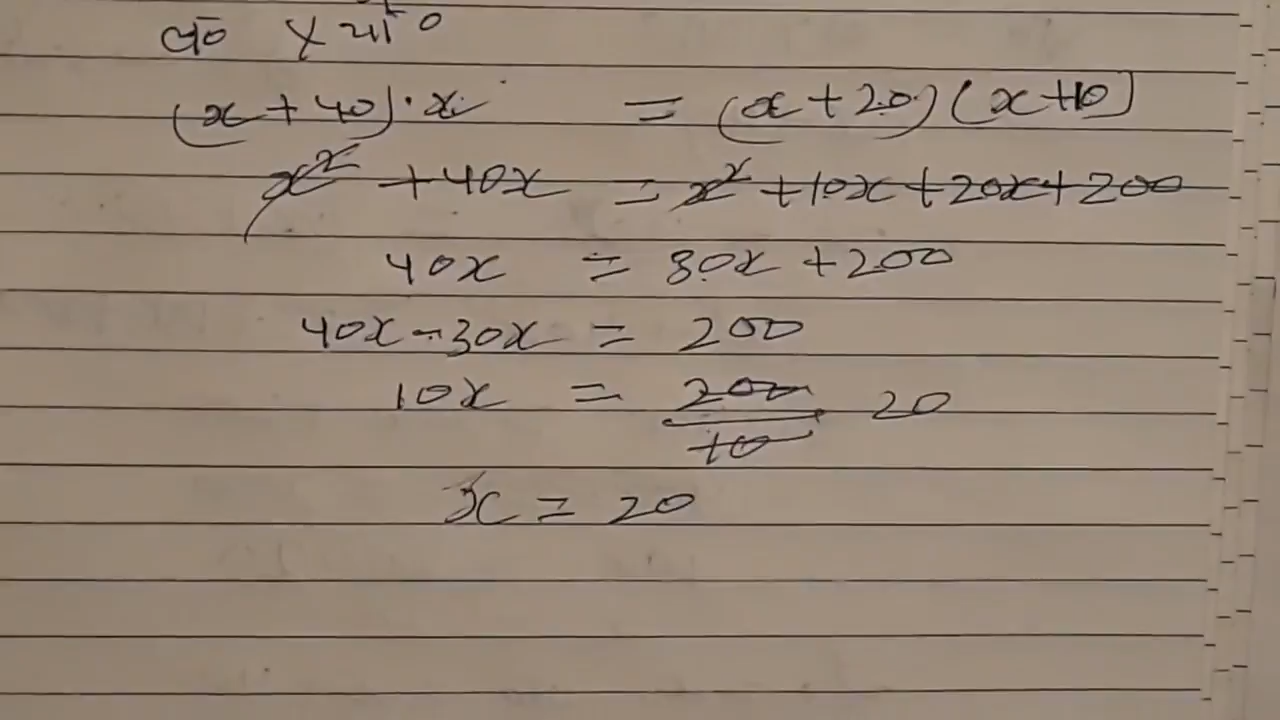 (x + 40) · x = (x + 20) (x + 10)
x² + 40x = x² + 10x + 20x + 200
40x = 30x + 200
40x - 30x = 200
10x = 200/10 20
x = 20